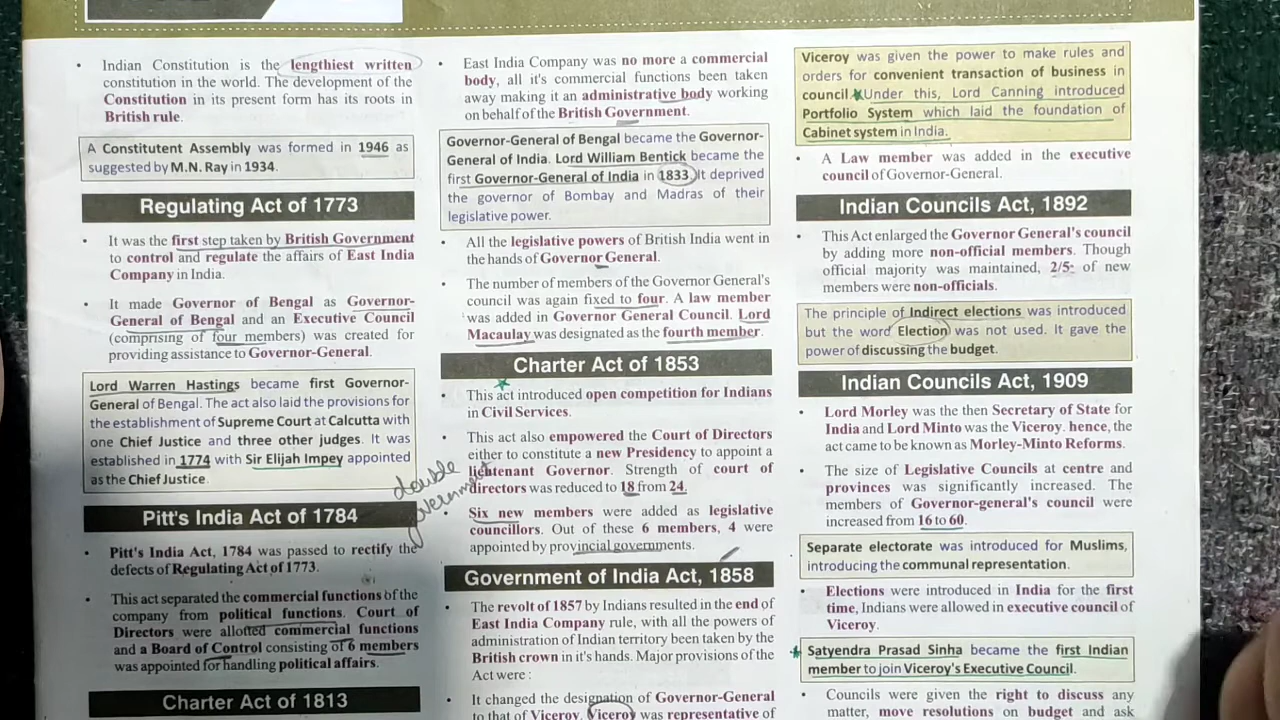 • Indian Constitution is the lengthiest written
constitution in the world. The development of the
Constitution in its present form has its roots in
British rule.
A Constitutent Assembly was formed in 1946 as
suggested by M.N. Ray in 1934.
Regulating Act of 1773
• It was the first step taken by British Government
to control and regulate the affairs of East India
Company in India.
• It made Governor of Bengal as Governor-
General of Bengal and an Executive Council
(comprising of four members) was created for
providing assistance to Governor-General.
Lord Warren Hastings became first Governor-
General of Bengal. The act also laid the provisions for
the establishment of Supreme Court at Calcutta with
one Chief Justice and three other judges. It was
established in 1774 with Sir Elijah Impey appointed
as the Chief Justice.
Pitt's India Act of 1784
• Pitt's India Act, 1784 was passed to rectify the
defects of Regulating Act of 1773.
• This act separated the commercial functions of the
company from political functions. Court of
Directors were allotted commercial functions
and a Board of Control consisting of 6 members
was appointed for handling political affairs.
Charter Act of 1813
• East India Company was no more a commercial
body, all it's commercial functions been taken
away making it an administrative body working
on behalf of the British Government.
Governor-General of Bengal became the Governor-
General of India. Lord William Bentick became the
first Governor-General of India in 1833. It deprived
the governor of Bombay and Madras of their
legislative power.
• All the legislative powers of British India went in
the hands of Governor General.
• The number of members of the Governor General's
council was again fixed to four. A law member
was added in Governor General Council. Lord
Macaulay was designated as the fourth member.
Charter Act of 1853
• This act introduced open competition for Indians
in Civil Services.
• This act also empowered the Court of Directors
either to constitute a new Presidency to appoint a
liehtenant Governor. Strength of court of
directors was reduced to 18 from 24.
double
government
• Six new members were added as legislative
councillors. Out of these 6 members, 4 were
appointed by provincial governments.
Government of India Act, 1858
• The revolt of 1857 by Indians resulted in the end of
East India Company rule, with all the powers of
administration of Indian territory been taken by the
British crown in it's hands. Major provisions of the
Act were :
• It changed the designation of Governor-General
to that of Viceroy. Viceroy was representative of
Viceroy was given the power to make rules and
orders for convenient transaction of business in
council. Under this, Lord Canning introduced
Portfolio System which laid the foundation of
Cabinet system in India.
• A Law member was added in the executive
council of Governor-General.
Indian Councils Act, 1892
• This Act enlarged the Governor General's council
by adding more non-official members. Though
official majority was maintained, 2/5 of new
members were non-officials.
The principle of Indirect elections was introduced
but the word Election was not used. It gave the
power of discussing the budget.
Indian Councils Act, 1909
• Lord Morley was the then Secretary of State for
India and Lord Minto was the Viceroy. hence, the
act came to be known as Morley-Minto Reforms.
• The size of Legislative Councils at centre and
provinces was significantly increased. The
members of Governor-general's council were
increased from 16 to 60.
Separate electorate was introduced for Muslims,
introducing the communal representation.
• Elections were introduced in India for the first
time, Indians were allowed in executive council of
Viceroy.
Satyendra Prasad Sinha became the first Indian
member to join Viceroy's Executive Council.
• Councils were given the right to discuss any
matter, move resolutions on budget and ask